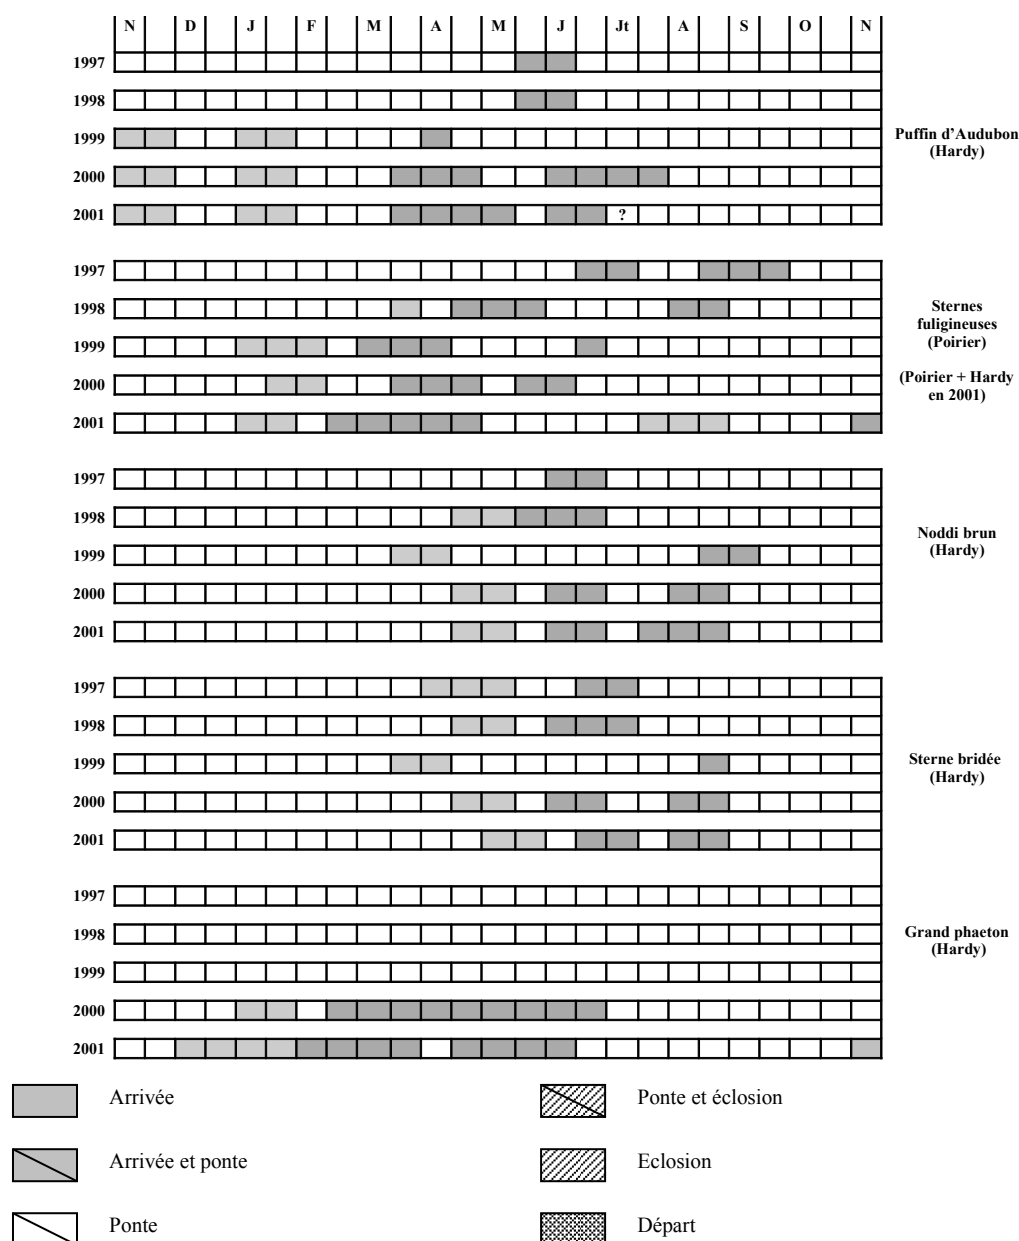 N D J F M A M J Jt A S O N
1997
1998
1999
2000
2001 ?
Puffin d'Audubon
(Hardy)
1997
1998
1999
2000
2001
Sternes
fuligineuses
(Poirier)
(Poirier + Hardy
en 2001)
1997
1998
1999
2000
2001
Noddi brun
(Hardy)
1997
1998
1999
2000
2001
Sterne bridée
(Hardy)
1997
1998
1999
2000
2001
Grand phaeton
(Hardy)
Arrivée
Arrivée et ponte
Ponte
Ponte et éclosion
Eclosion
Départ